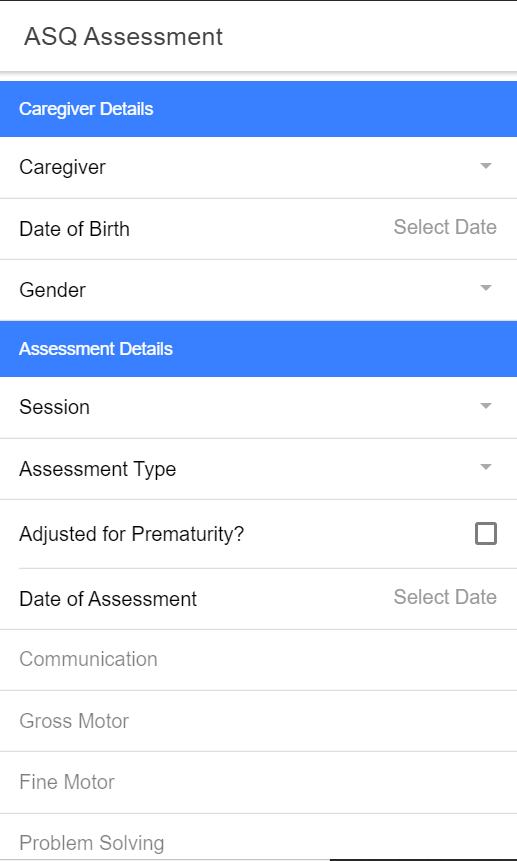 ASQ Assessment
Caregiver Details
Caregiver
Date of Birth Select Date
Gender
Assessment Details
Session
Assessment Type
Adjusted for Prematurity?
Date of Assessment Select Date
Communication
Gross Motor
Fine Motor
Problem Solving